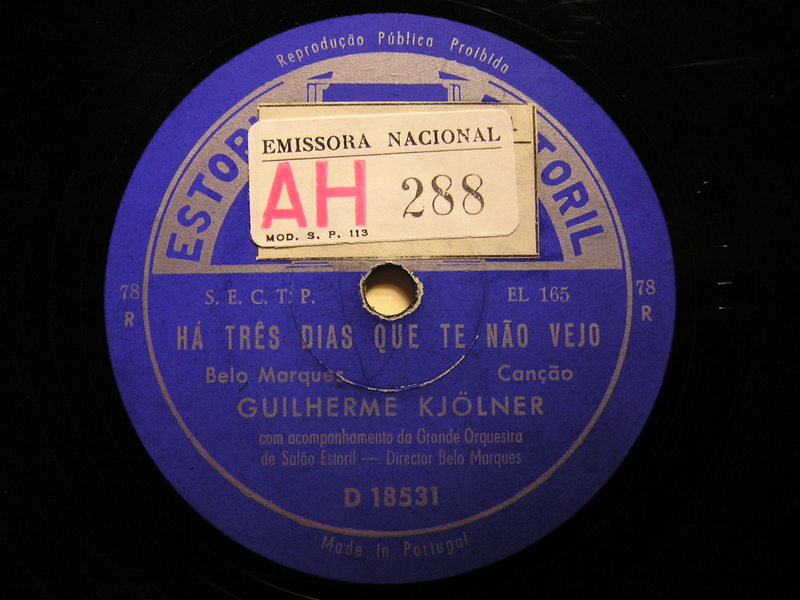 Reprodução Pública Proibida
ESTORIL
EMISSORA NACIONAL
AH 288
MOD. S. P. 113
78 R
S. E. C. T. P.
EL 165
78 R
HÁ TRÊS DIAS QUE TE NÃO VEJO
Belo Marques Canção
GUILHERME KJÖLNER
com acompanhamento da Grande Orquestra
de Salão Estoril — Director Belo Marques
D 18531
Made in Portugal